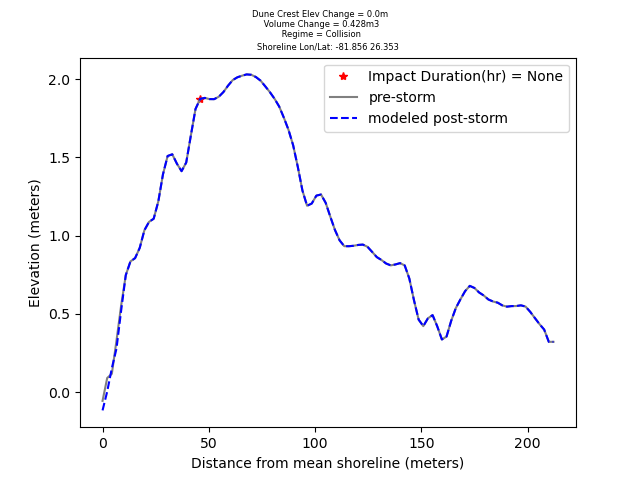 Dune Crest Elev Change = 0.0m
Volume Change = 0.428m3
Regime = Collision
Shoreline Lon/Lat: -81.856 26.353
Impact Duration(hr) = None
pre-storm
modeled post-storm
Elevation (meters)
2.0
1.5
1.0
0.5
0.0
0 50 100 150 200
Distance from mean shoreline (meters)